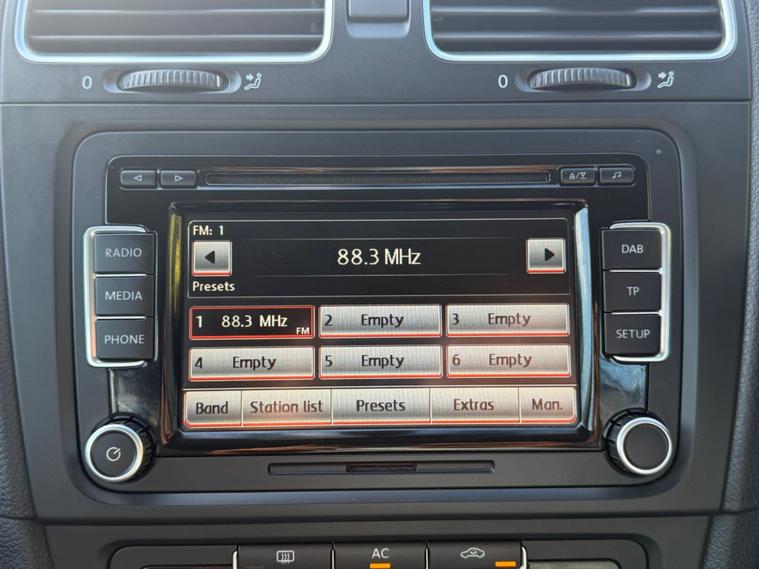 0
0
FM: 1
88.3 MHz
Presets
RADIO
MEDIA
PHONE
DAB
TP
SETUP
1 88.3 MHz FM
2 Empty
3 Empty
4 Empty
5 Empty
6 Empty
Band
Station list
Presets
Extras
Man.
AC